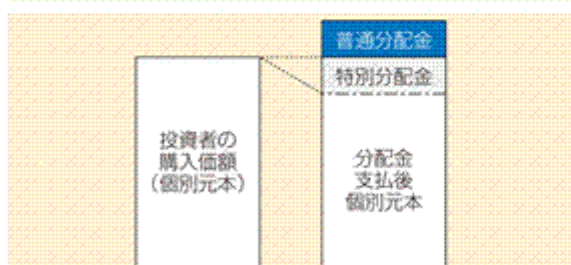 普通分配金
特別分配金
投資者の
購入価額
（個別元本）
分配金
支払後
個別元本